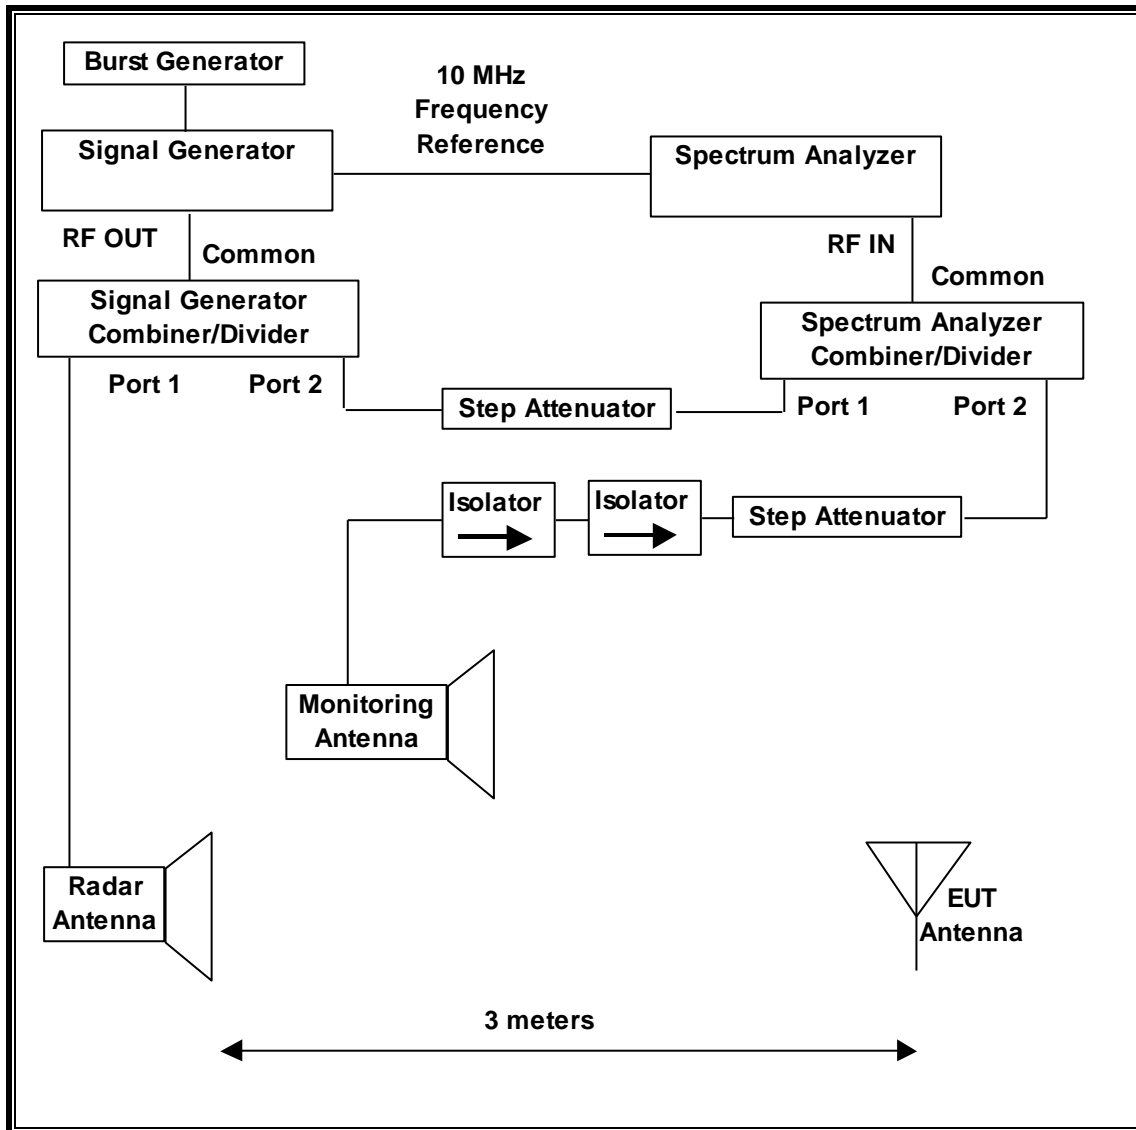 Burst Generator
10 MHz
Frequency
Reference
Signal Generator
Spectrum Analyzer
RF OUT
Common
RF IN
Common
Signal Generator
Combiner/Divider
Spectrum Analyzer
Combiner/Divider
Port 1
Port 2
Step Attenuator
Port 1
Port 2
Isolator
Isolator
Step Attenuator
Monitoring
Antenna
Radar
Antenna
EUT
Antenna
3 meters